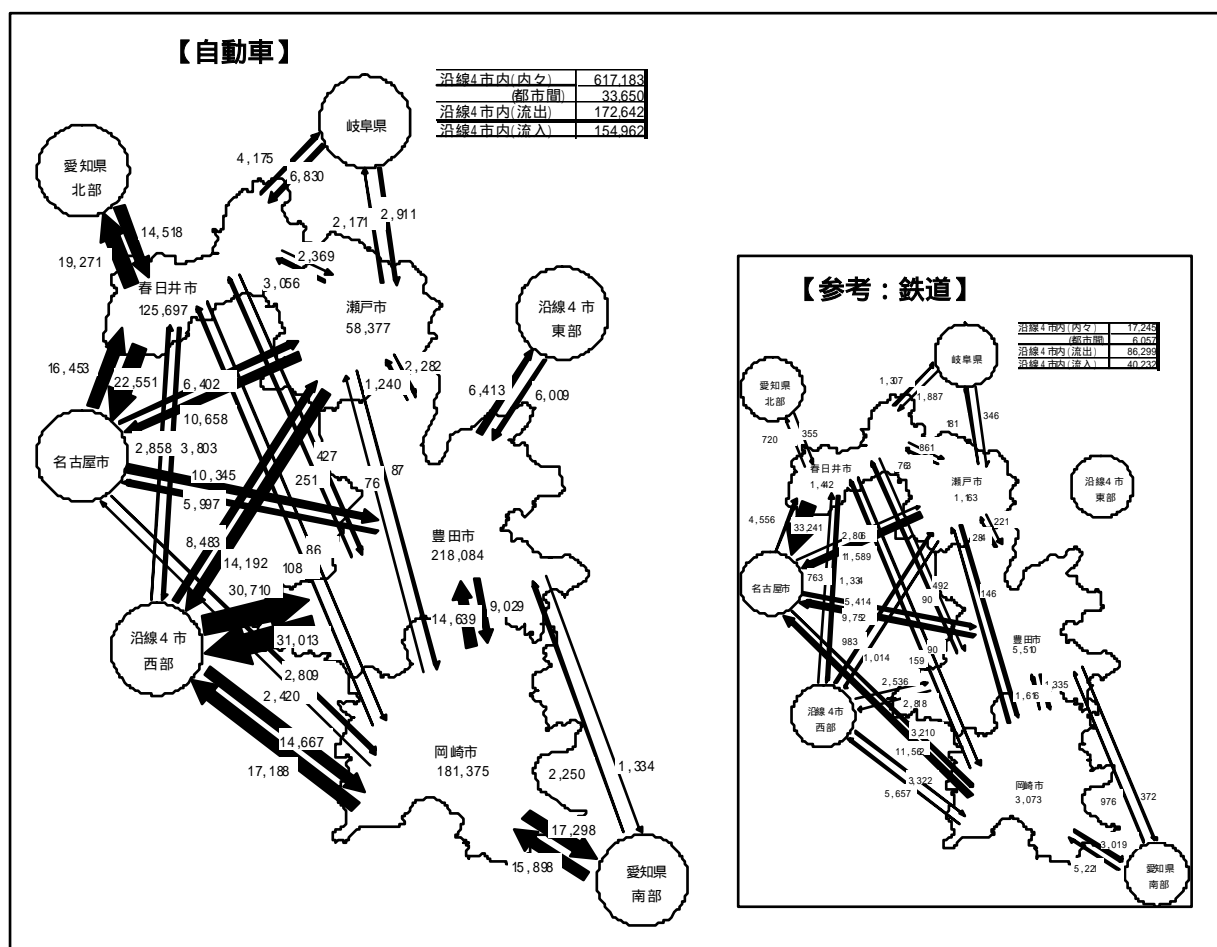 【自動車】
沿線4市内(内々) 617,183
(都市間) 33,650
沿線4市内(流出) 172,642
沿線4市内(流入) 154,962
岐阜県
愛知県
北部
4,175
6,830
14,518
19,271
2,171
2,911
2,369
3,056
春日井市
125,697
瀬戸市
58,377
沿線4市
東部
16,453
22,551
6,402
10,658
1,240
2,282
6,413
6,009
名古屋市
2,858
3,803
10,345
5,997
427
251
87
76
8,483
14,192
86
108
豊田市
218,084
30,710
31,013
沿線4市
西部
14,639
9,029
2,809
2,420
14,667
17,188
岡崎市
181,375
2,250
1,334
17,298
15,898
愛知県
南部
【参考：鉄道】
沿線4市内(内々) 17,245
(都市間) 6,057
沿線4市内(流出) 86,299
沿線4市内(流入) 40,232
岐阜県
愛知県
北部
1,307
1,887
346
181
720
355
861
763
春日井市
1,442
瀬戸市
1,163
沿線4市
東部
4,556
33,241
2,806
11,589
221
284
名古屋市
763
1,334
5,414
9,752
492
90
146
983
1,014
90
159
豊田市
5,510
2,536
2,818
沿線4市
西部
1,616
1,335
3,210
11,562
3,322
5,657
岡崎市
3,073
976
372
3,019
5,221
愛知県
南部